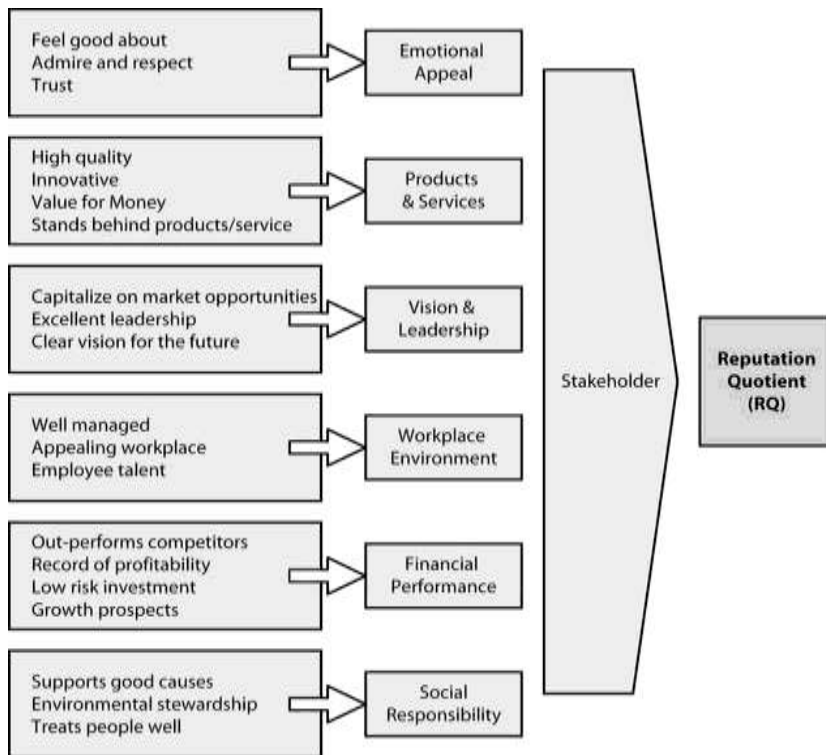 Feel good about
Admire and respect
Trust
Emotional
Appeal
High quality
Innovative
Value for Money
Stands behind products/service
Products
& Services
Capitalize on market opportunities
Excellent leadership
Clear vision for the future
Vision &
Leadership
Stakeholder
Reputation
Quotient
(RQ)
Well managed
Appealing workplace
Employee talent
Workplace
Environment
Out-performs competitors
Record of profitability
Low risk investment
Growth prospects
Financial
Performance
Supports good causes
Environmental stewardship
Treats people well
Social
Responsibility